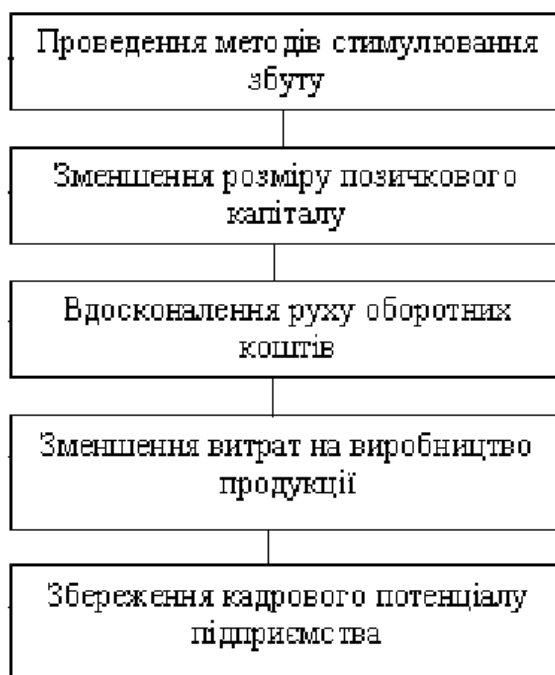 Проведення методів стимулювання
збуту
Зменшення розміру позичкового
капіталу
Вдосконалення руху оборотних
коштів
Зменшення витрат на виробництво
продукції
Збереження кадрового потенціалу
підприємства